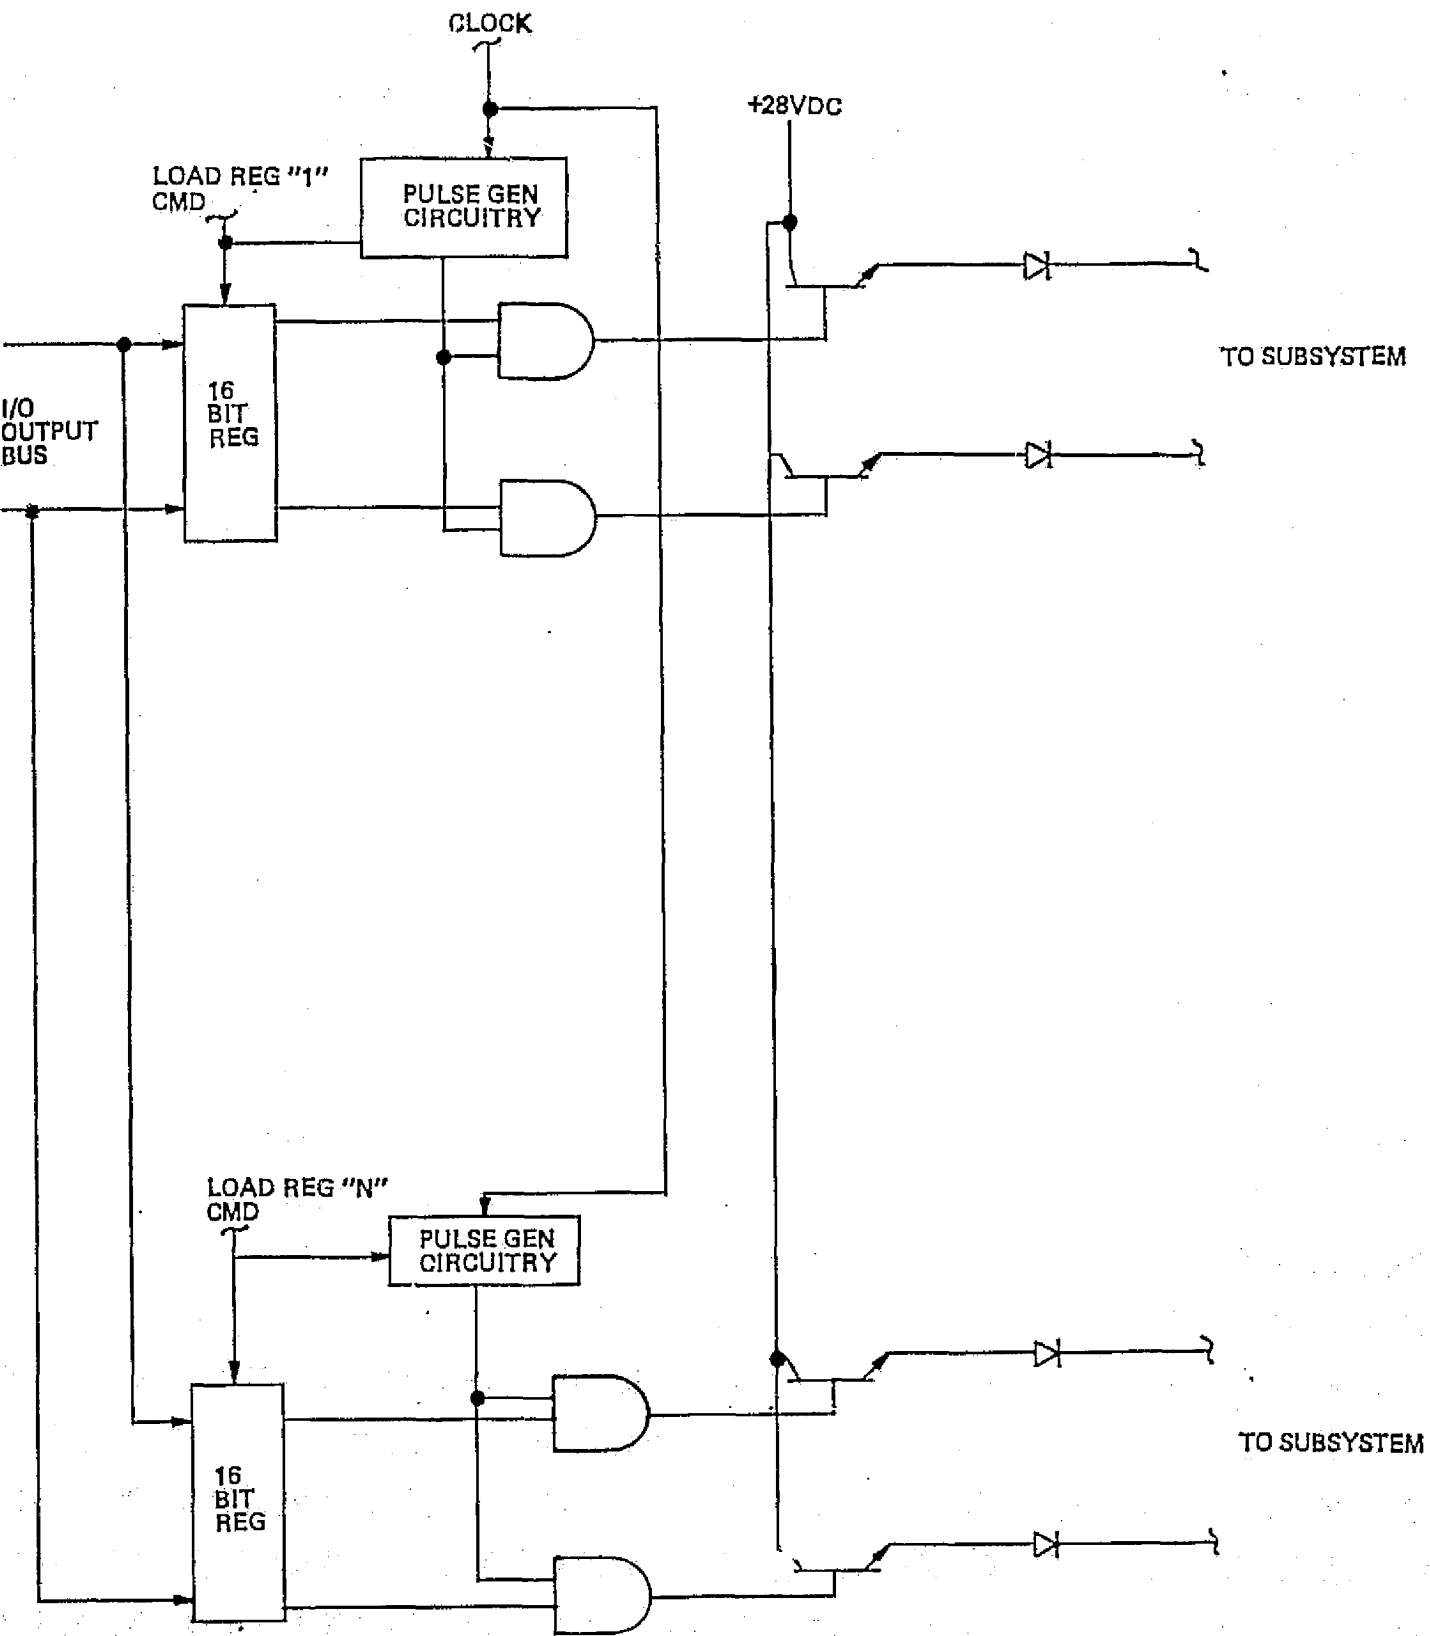 CLOCK
+28VDC
LOAD REG "1"
CMD
PULSE GEN
CIRCUITRY
TO SUBSYSTEM
16
BIT
REG
I/O
OUTPUT
BUS
LOAD REG "N"
CMD
PULSE GEN
CIRCUITRY
TO SUBSYSTEM
16
BIT
REG